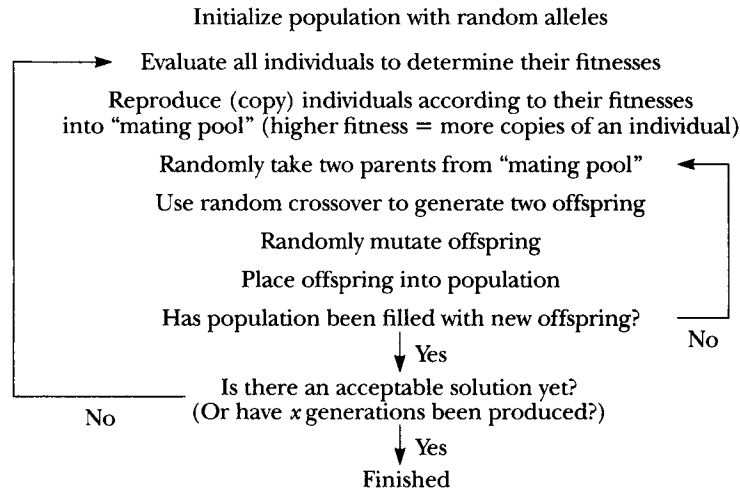 Initialize population with random alleles
Evaluate all individuals to determine their fitnesses
Reproduce (copy) individuals according to their fitnesses
into “mating pool” (higher fitness = more copies of an individual)
Randomly take two parents from “mating pool”
Use random crossover to generate two offspring
Randomly mutate offspring
Place offspring into population
Has population been filled with new offspring?
No
Yes
Is there an acceptable solution yet?
(Or have x generations been produced?)
No
Yes
Finished